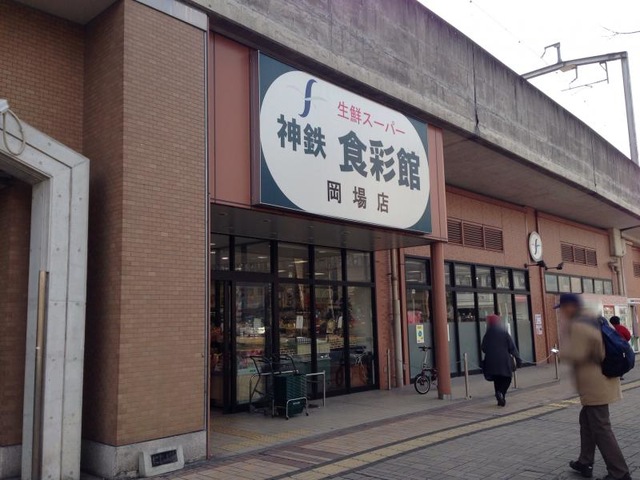 生鮮スーパー
神鉄 食彩館
岡場店